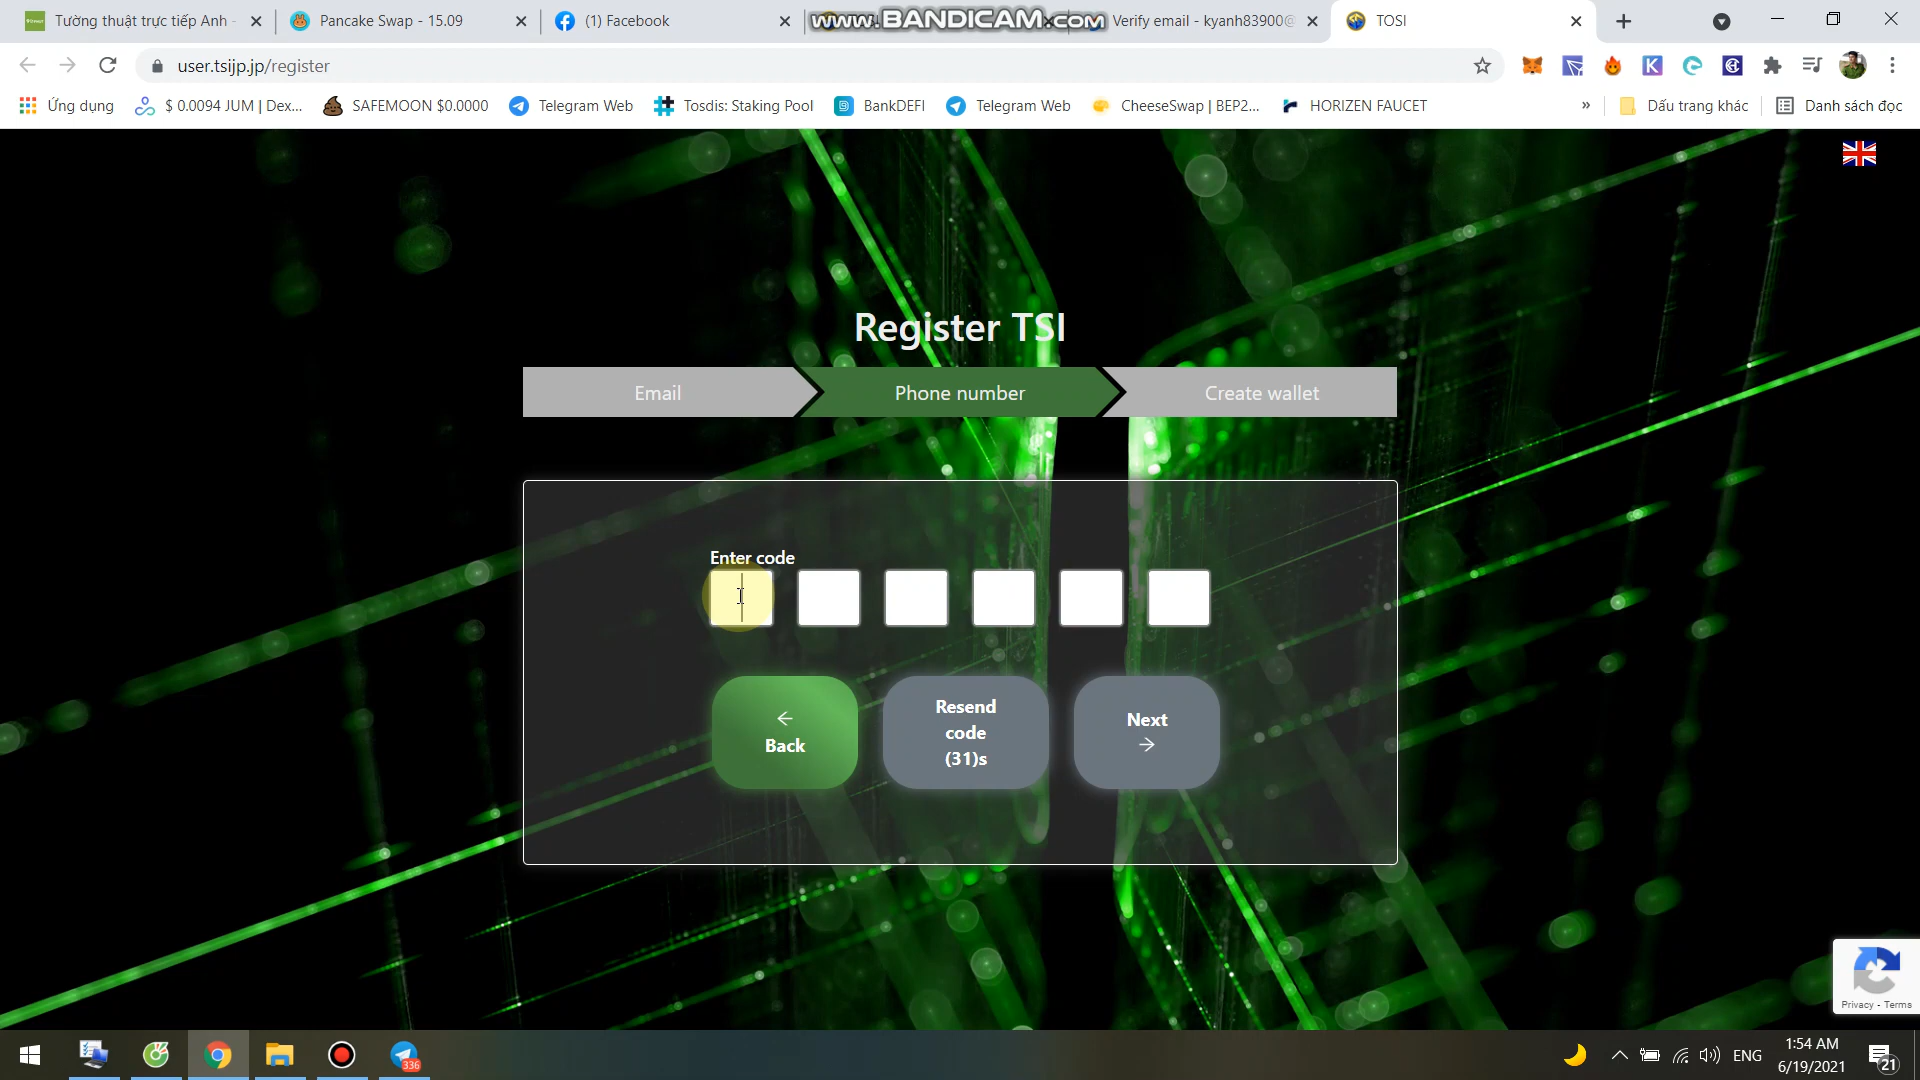 Tường thuật trực tiếp Anh -
Pancake Swap - 15.09
(1) Facebook
WWW.BANDICAM.COM
Verify email - kyanh83900@
TOSI
user.tsijp.jp/register
Ứng dụng
$ 0.0094 JUM | Dex...
SAFEMOON $0.0000
Telegram Web
Tosdis: Staking Pool
BankDEFI
Telegram Web
CheeseSwap | BEP2...
HORIZEN FAUCET
»
Dấu trang khác
Danh sách đọc
Register TSI
Email
Phone number
Create wallet
Enter code
← Back
Resend
code
(31)s
Next
→
Privacy - Terms
336
ENG
1:54 AM
6/19/2021
21